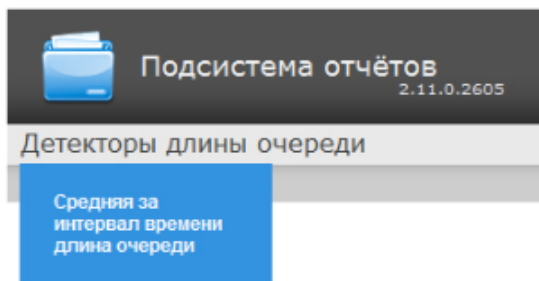 Подсистема отчётов
2.11.0.2605
Детекторы длины очереди
Средняя за
интервал времени
длина очереди